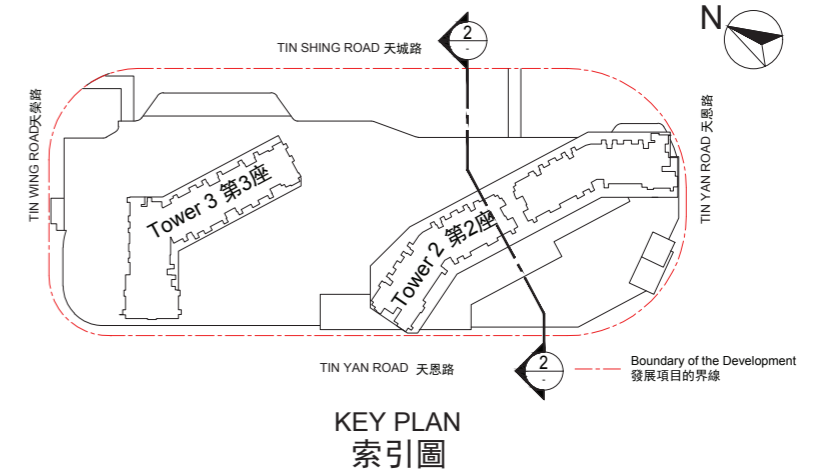 N
2
-
TIN SHING ROAD 天城路
TIN WING ROAD天榮路
TIN YAN ROAD 天恩路
Tower 3 第3座
Tower 2 第2座
TIN YAN ROAD 天恩路
2
-
Boundary of the Development
發展項目的界線
KEY PLAN
索引圖